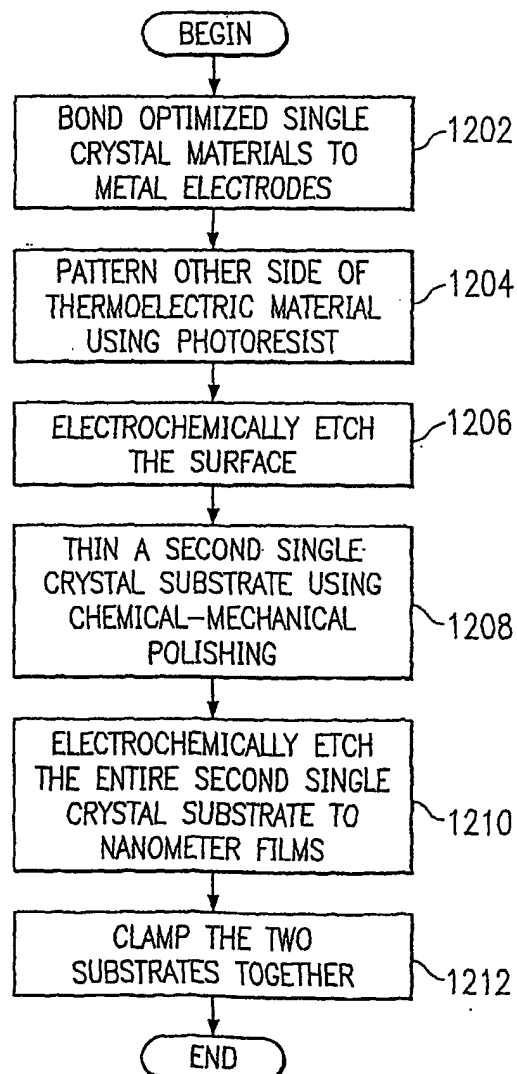 BEGIN
BOND OPTIMIZED SINGLE
CRYSTAL MATERIALS TO
METAL ELECTRODES
1202
PATTERN OTHER SIDE OF
THERMOELECTRIC MATERIAL
USING PHOTORESIST
1204
ELECTROCHEMICALLY ETCH
THE SURFACE
1206
THIN A SECOND SINGLE
CRYSTAL SUBSTRATE USING
CHEMICAL-MECHANICAL
POLISHING
1208
ELECTROCHEMICALLY ETCH
THE ENTIRE SECOND SINGLE
CRYSTAL SUBSTRATE TO
NANOMETER FILMS
1210
CLAMP THE TWO
SUBSTRATES TOGETHER
1212
END